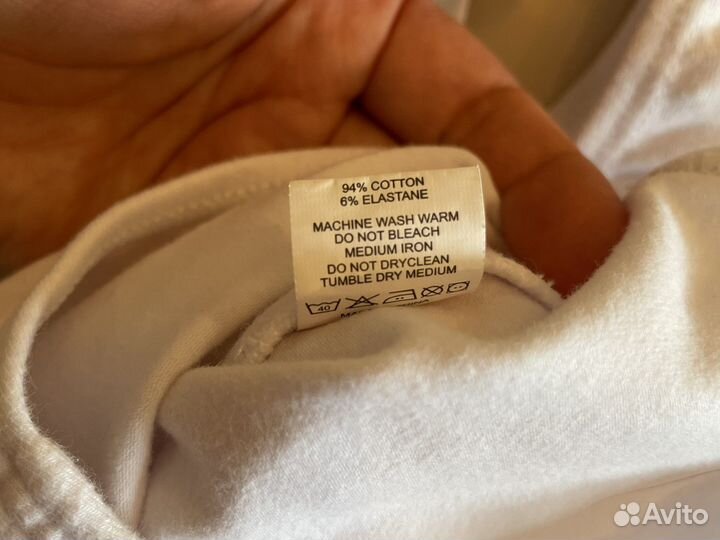 94% COTTON
6% ELASTANE
MACHINE WASH WARM
DO NOT BLEACH
MEDIUM IRON
DO NOT DRYCLEAN
TUMBLE DRY MEDIUM
40
Avito